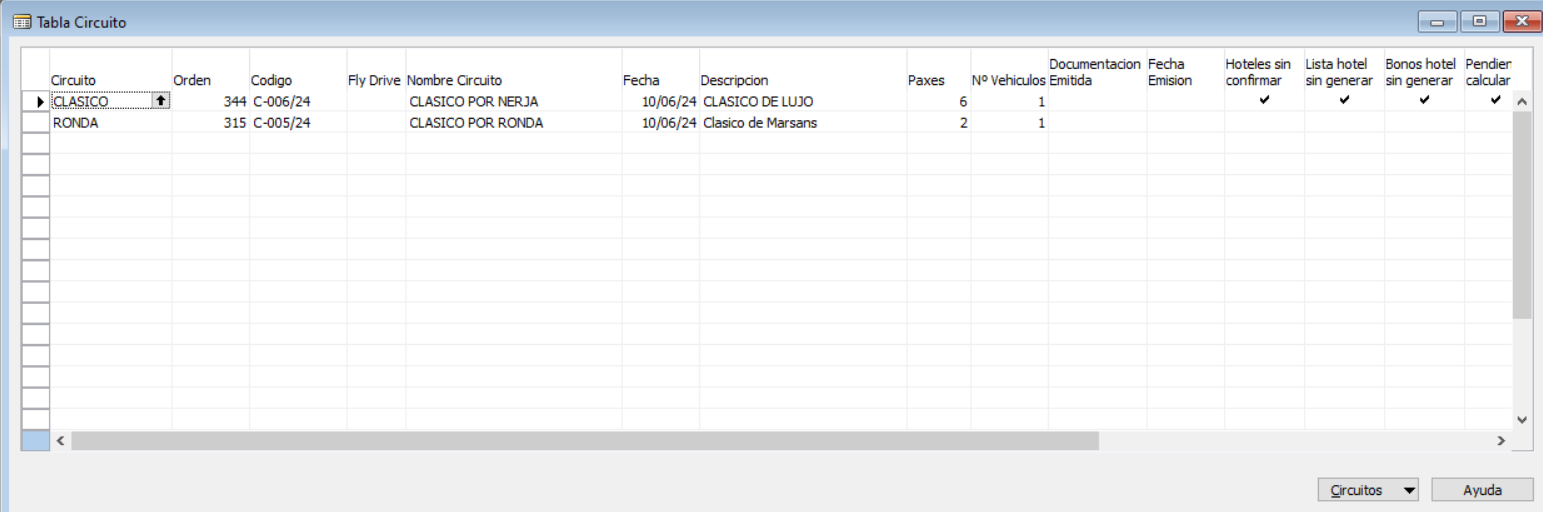 Tabla Circuito
Circuito Orden Codigo Fly Drive Nombre Circuito Fecha Descripcion Paxes Nº Vehiculos Documentacion Emitida Fecha Emision Hoteles sin confirmar Lista hotel sin generar Bonos hotel sin generar Pendier calcular
CLASICO 344 C-006/24 CLASICO POR NERJA 10/06/24 CLASICO DE LUJO 6 1
RONDA 315 C-005/24 CLASICO POR RONDA 10/06/24 Clasico de Marsans 2 1
Circuitos Ayuda